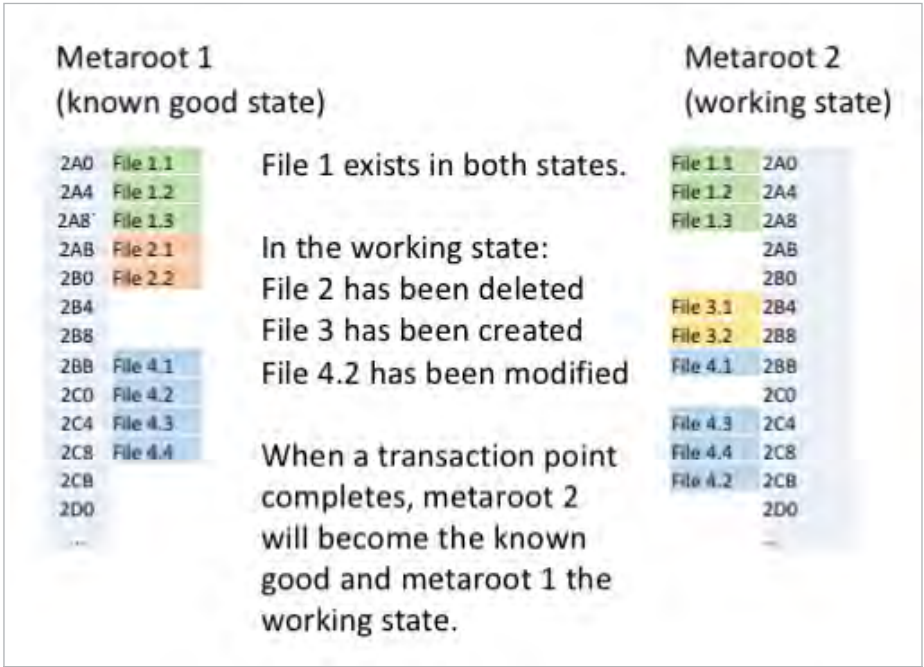 Metaroot 1
(known good state)
2A0 File 1.1
2A4 File 1.2
2A8 File 1.3
2AB File 2.1
2B0 File 2.2
2B4
2B8
2BB File 4.1
2C0 File 4.2
2C4 File 4.3
2C8 File 4.4
2CB
2D0
...
File 1 exists in both states.
In the working state:
File 2 has been deleted
File 3 has been created
File 4.2 has been modified
When a transaction point
completes, metaroot 2
will become the known
good and metaroot 1 the
working state.
Metaroot 2
(working state)
File 1.1 2A0
File 1.2 2A4
File 1.3 2A8
2AB
2B0
File 3.1 2B4
File 3.2 2B8
File 4.1 2BB
2C0
File 4.3 2C4
File 4.4 2C8
File 4.2 2CB
2D0
...